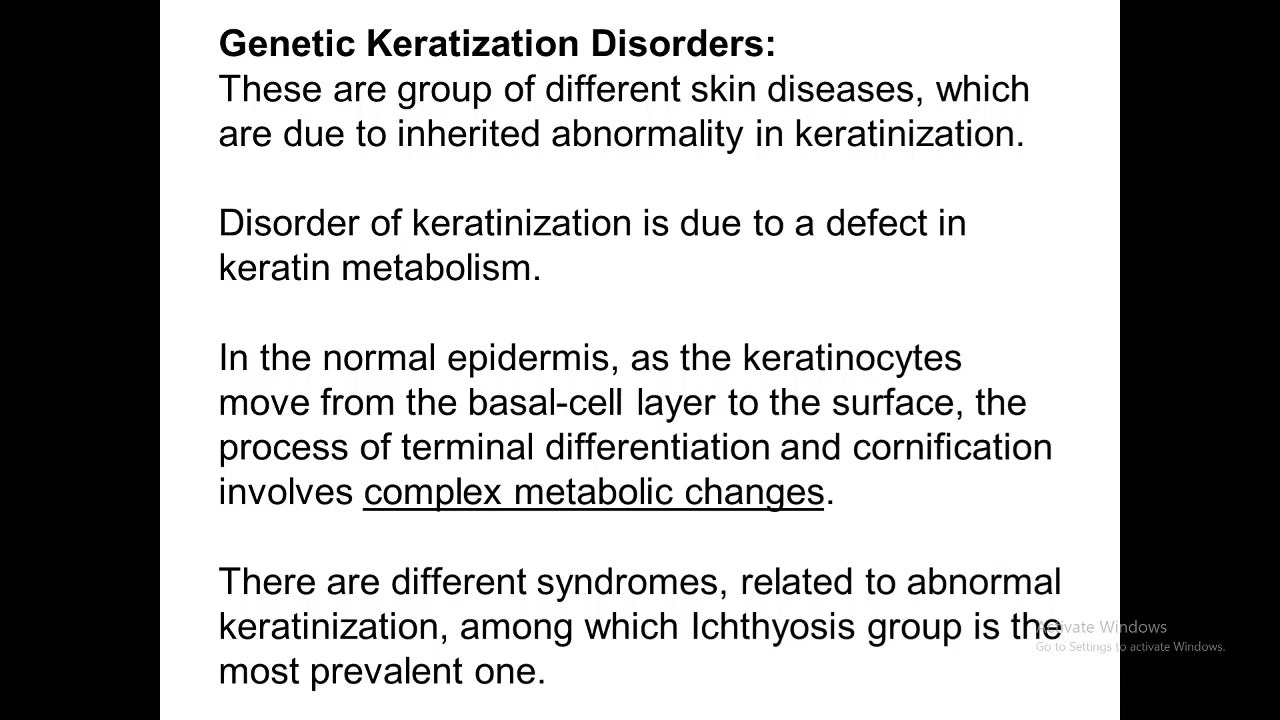 Genetic Keratization Disorders:
These are group of different skin diseases, which
are due to inherited abnormality in keratinization.
Disorder of keratinization is due to a defect in
keratin metabolism.
In the normal epidermis, as the keratinocytes
move from the basal-cell layer to the surface, the
process of terminal differentiation and cornification
involves complex metabolic changes.
There are different syndromes, related to abnormal
keratinization, among which Ichthyosis group is the
most prevalent one.
Activate Windows
Go to Settings to activate Windows.